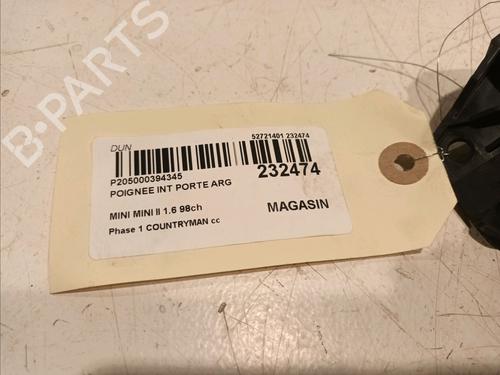 B-PARTS
DUN
52721401 232474
P205000394345
POIGNEE INT PORTE ARG
232474
MINI MINI II 1.6 98ch
MAGASIN
Phase 1 COUNTRYMAN cc